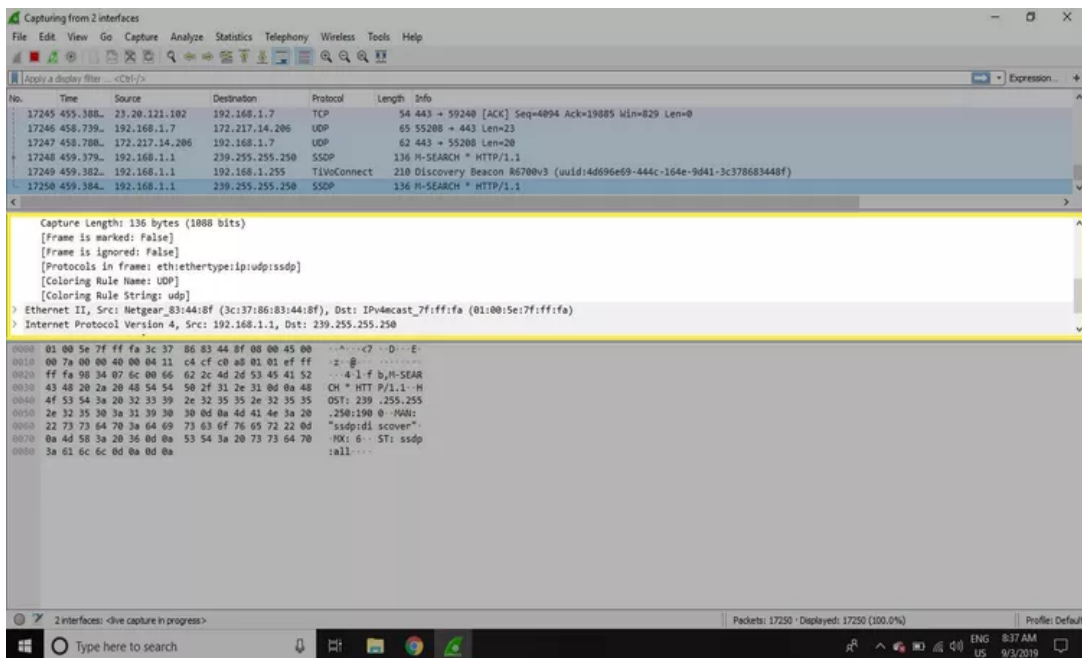 Capturing from 2 interfaces
File Edit View Go Capture Analyze Statistics Telephony Wireless Tools Help
Apply a display filter ... <Ctrl-/> Expression... +
No. Time Source Destination Protocol Length Info
17245 455.388… 23.20.121.102 192.168.1.7 TCP 54 443 → 59240 [ACK] Seq=4094 Ack=19885 Win=829 Len=0
17246 458.739… 192.168.1.7 172.217.14.206 UDP 65 55208 → 443 Len=23
17247 458.780… 172.217.14.206 192.168.1.7 UDP 62 443 → 55208 Len=20
17248 459.379… 192.168.1.1 239.255.255.250 SSDP 136 M-SEARCH * HTTP/1.1
17249 459.382… 192.168.1.1 192.168.1.255 TiVoConnect 210 Discovery Beacon R6700v3 (uuid:4d696e69-444c-164e-9d41-3c378683448f)
17250 459.384… 192.168.1.1 239.255.255.250 SSDP 136 M-SEARCH * HTTP/1.1
Capture Length: 136 bytes (1088 bits)
[Frame is marked: False]
[Frame is ignored: False]
[Protocols in frame: eth:ethertype:ip:udp:ssdp]
[Coloring Rule Name: UDP]
[Coloring Rule String: udp]
> Ethernet II, Src: Netgear_83:44:8f (3c:37:86:83:44:8f), Dst: IPv4mcast_7f:ff:fa (01:00:5e:7f:ff:fa)
> Internet Protocol Version 4, Src: 192.168.1.1, Dst: 239.255.255.250
0000 01 00 5e 7f ff fa 3c 37 86 83 44 8f 08 00 45 00 ··^···<7 ··D···E·
0010 00 7a 00 00 40 00 04 11 c4 cf c0 a8 01 01 ef ff ·z··@··· ········
0020 ff fa 98 34 07 6c 00 66 62 2c 4d 2d 53 45 41 52 ···4·l·f b,M-SEAR
0030 43 48 20 2a 20 48 54 54 50 2f 31 2e 31 0d 0a 48 CH * HTT P/1.1··H
0040 4f 53 54 3a 20 32 33 39 2e 32 35 35 2e 32 35 35 OST: 239 .255.255
0050 2e 32 35 30 3a 31 39 30 30 0d 0a 4d 41 4e 3a 20 .250:190 0··MAN:
0060 22 73 73 64 70 3a 64 69 73 63 6f 76 65 72 22 0d "ssdp:di scover"·
0070 0a 4d 58 3a 20 36 0d 0a 53 54 3a 20 73 73 64 70 ·MX: 6·· ST: ssdp
0080 3a 61 6c 6c 0d 0a 0d 0a :all····
2 interfaces: <live capture in progress> Packets: 17250 · Displayed: 17250 (100.0%) Profile: Default
Type here to search ENG 8:37 AM
US 9/3/2019